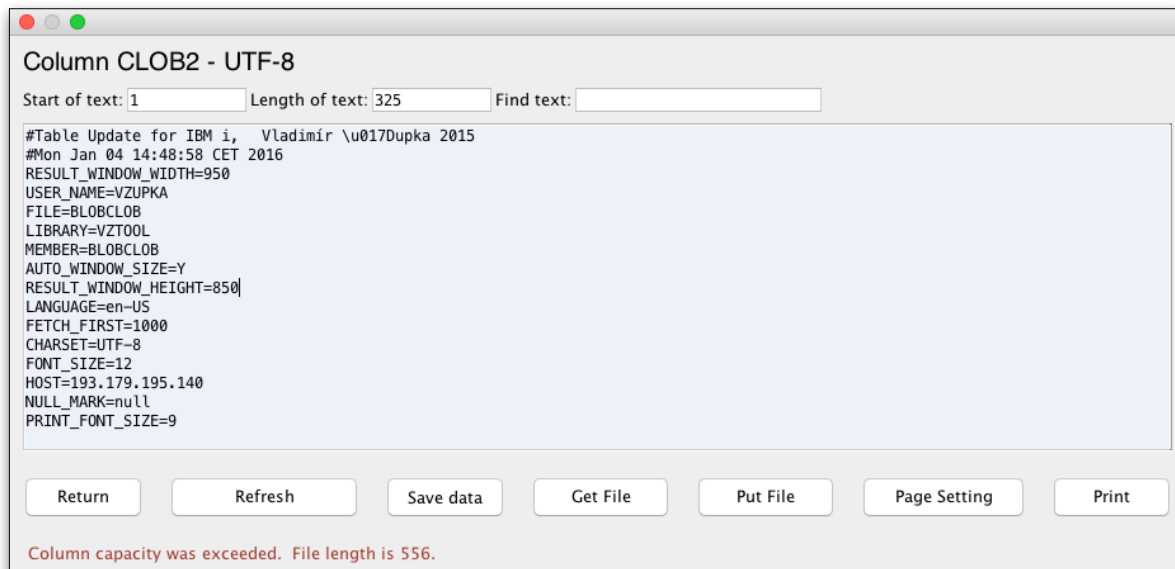 Column CLOB2 - UTF-8
Start of text: 1 Length of text: 325 Find text:
#Table Update for IBM i,   Vladimír \u017Dupka 2015
#Mon Jan 04 14:48:58 CET 2016
RESULT_WINDOW_WIDTH=950
USER_NAME=VZUPKA
FILE=BLOBCLOB
LIBRARY=VZTOOL
MEMBER=BLOBCLOB
AUTO_WINDOW_SIZE=Y
RESULT_WINDOW_HEIGHT=850
LANGUAGE=en-US
FETCH_FIRST=1000
CHARSET=UTF-8
FONT_SIZE=12
HOST=193.179.195.140
NULL_MARK=null
PRINT_FONT_SIZE=9
Return Refresh Save data Get File Put File Page Setting Print
Column capacity was exceeded.  File length is 556.